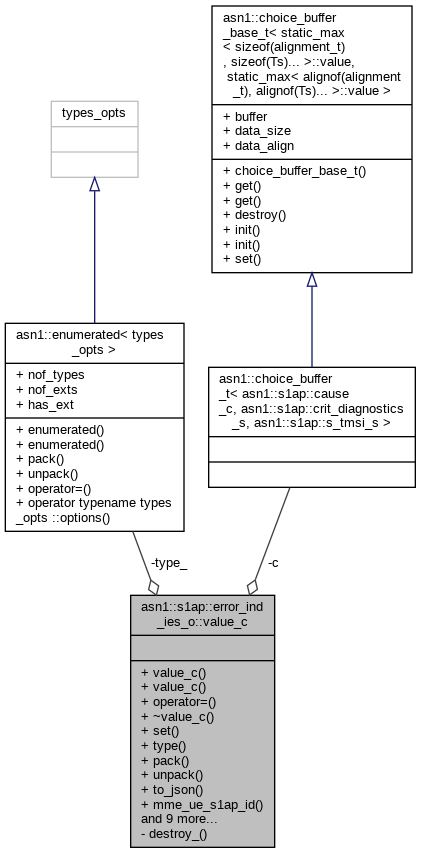 asn1::choice_buffer
_base_t< static_max
< sizeof(alignment_t)
, sizeof(Ts)... >::value,
static_max< alignof(alignment
_t), alignof(Ts)... >::value >
+ buffer
+ data_size
+ data_align
+ choice_buffer_base_t()
+ get()
+ get()
+ destroy()
+ init()
+ init()
+ set()
types_opts
asn1::enumerated< types
_opts >
+ nof_types
+ nof_exts
+ has_ext
+ enumerated()
+ enumerated()
+ pack()
+ unpack()
+ operator=()
+ operator typename types
_opts ::options()
asn1::choice_buffer
_t< asn1::s1ap::cause
_c, asn1::s1ap::crit_diagnostics
_s, asn1::s1ap::s_tmsi_s >
-type_
-c
asn1::s1ap::error_ind
_ies_o::value_c
+ value_c()
+ value_c()
+ operator=()
+ ~value_c()
+ set()
+ type()
+ pack()
+ unpack()
+ to_json()
+ mme_ue_s1ap_id()
and 9 more...
- destroy_()